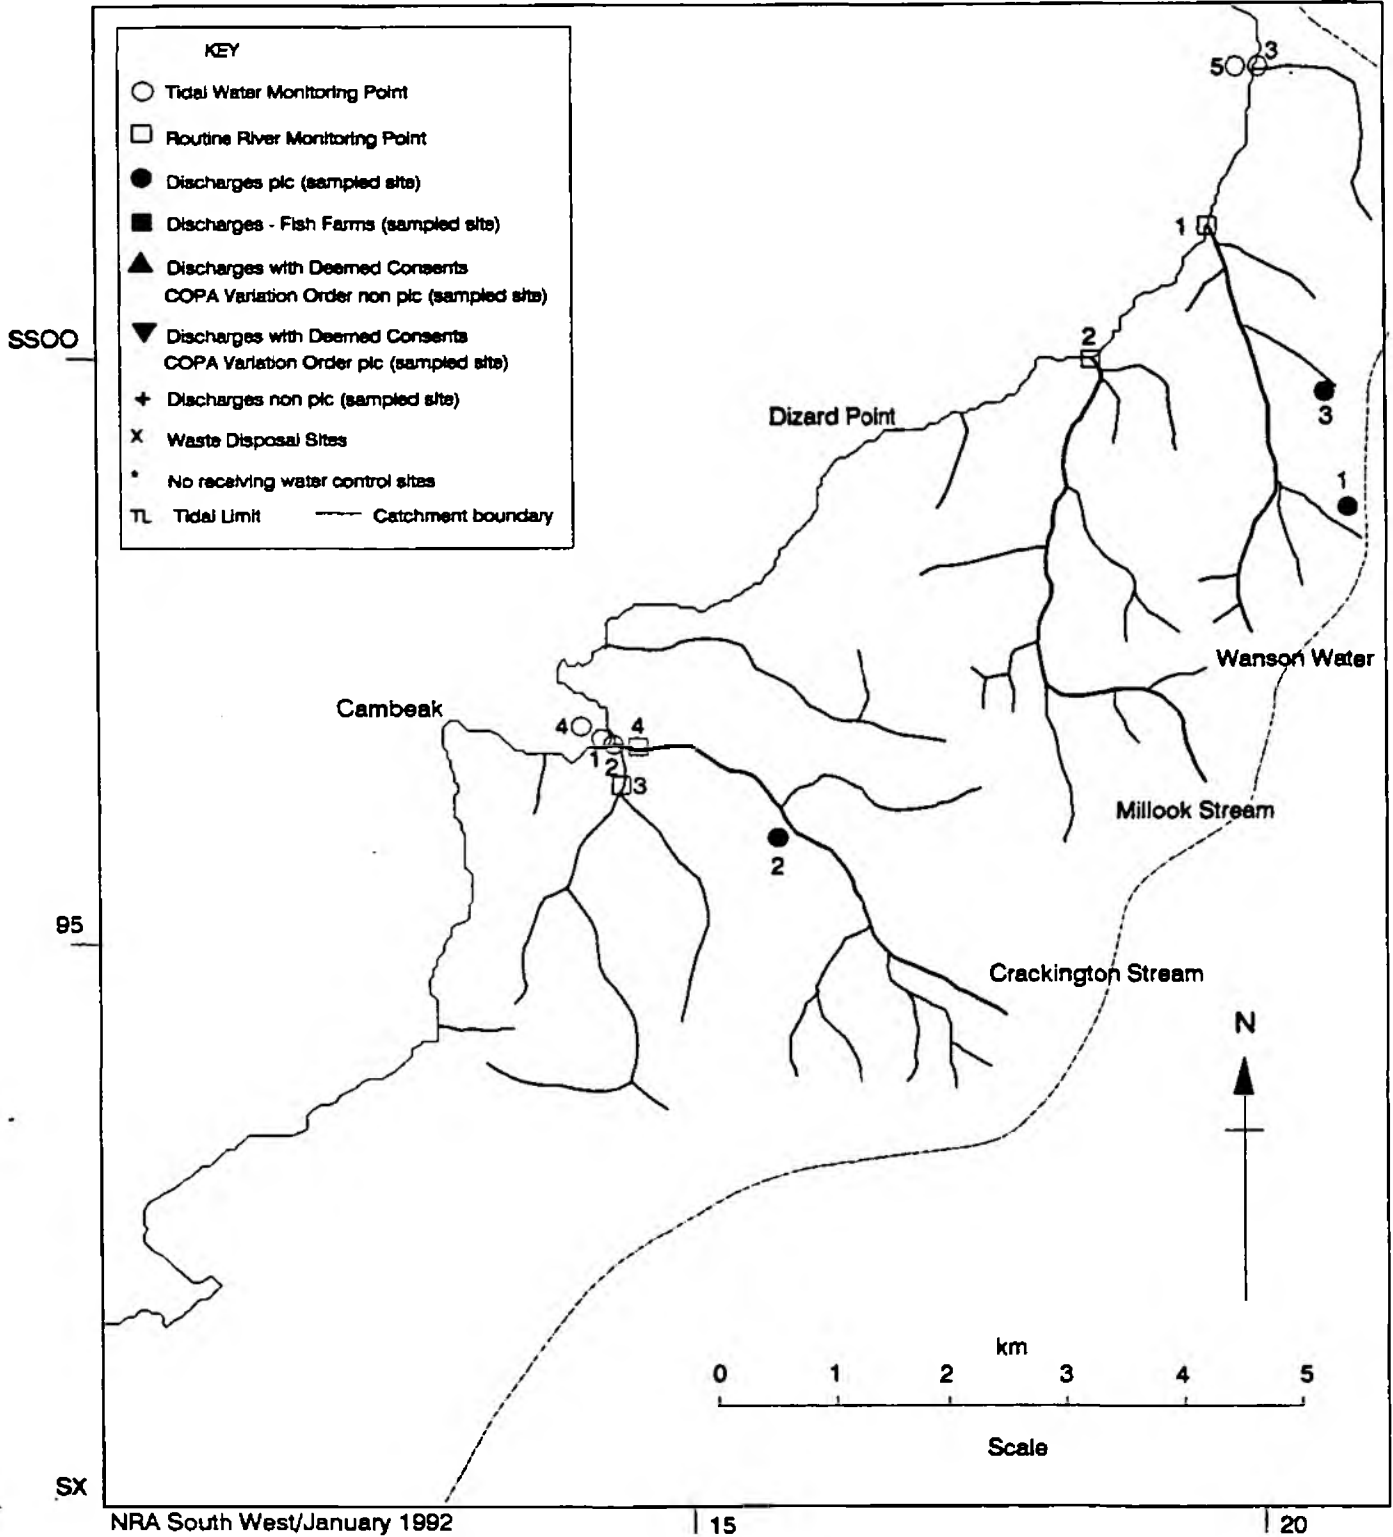 KEY
Tidal Water Monitoring Point
Routine River Monitoring Point
Discharges plc (sampled site)
Discharges - Fish Farms (sampled site)
Discharges with Deemed Consents
COPA Variation Order non plc (sampled site)
Discharges with Deemed Consents
COPA Variation Order plc (sampled site)
+ Discharges non plc (sampled site)
X Waste Disposal Sites
* No receiving water control sites
TL Tidal Limit Catchment boundary
5 3
1
SS00
2
Dizard Point
3
1
Wanson Water
Cambeak
4
1
2
4
3
Millook Stream
2
95
Crackington Stream
N
km
0 1 2 3 4 5
Scale
SX
NRA South West/January 1992
15
20